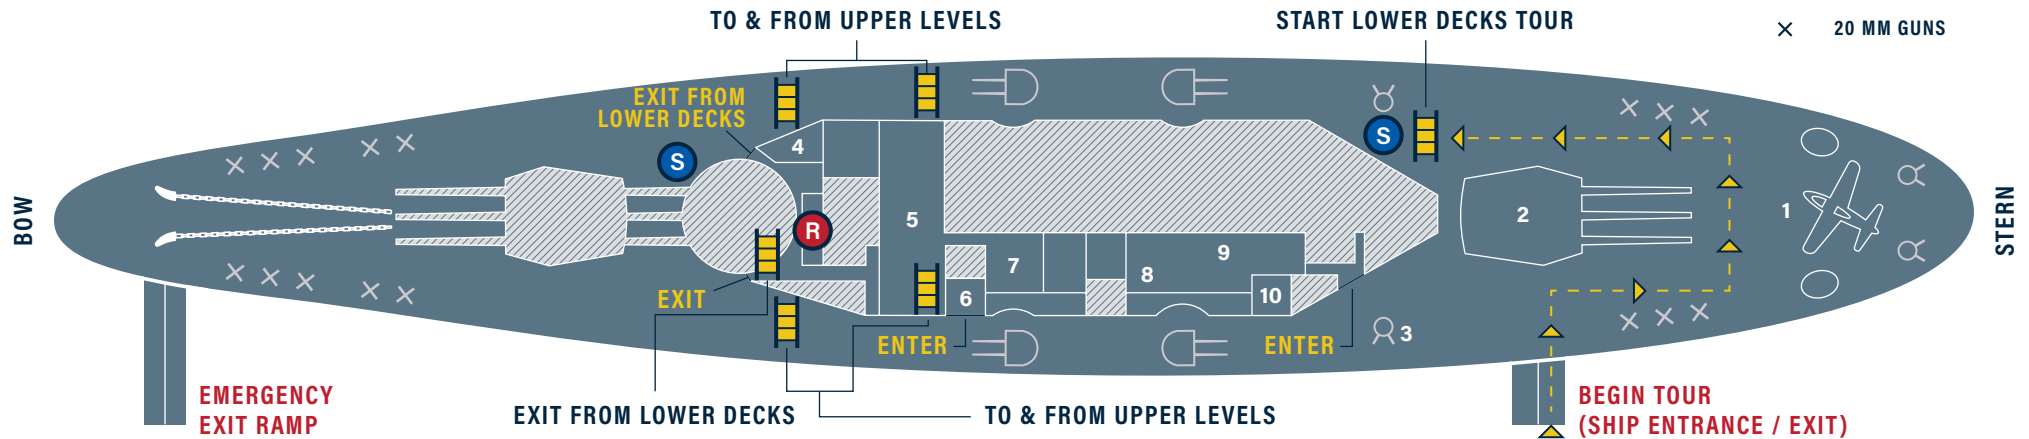 TO & FROM UPPER LEVELS
START LOWER DECKS TOUR
20 MM GUNS
EXIT FROM
LOWER DECKS
S
4
S
R
5
2
1
BOW
STERN
7
8
9
6
10
3
EXIT
ENTER
ENTER
EMERGENCY
EXIT RAMP
EXIT FROM LOWER DECKS
TO & FROM UPPER LEVELS
BEGIN TOUR
(SHIP ENTRANCE / EXIT)